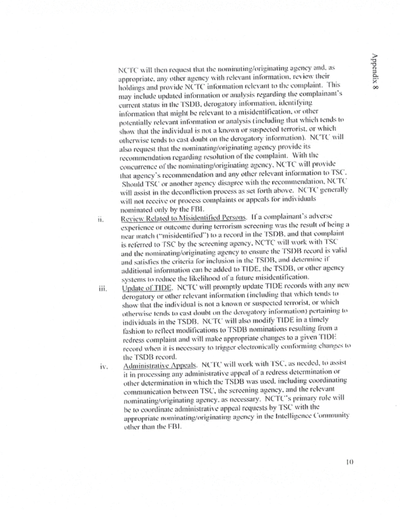 Appendix 8
NCTC will then request that the nominating/originating agency and, as
appropriate, any other agency with relevant information, review their
holdings and provide NCTC information relevant to the complaint. This
may include updated information or analysis regarding the complainant's
current status in the TSDB, derogatory information, identifying
information that might be relevant to a misidentification, or other
potentially relevant information or analysis (including that which tends to
show that the individual is not a known or suspected terrorist, or which
otherwise tends to cast doubt on the derogatory information). NCTC will
also request that the nominating/originating agency provide its
recommendation regarding resolution of the complaint. With the
concurrence of the nominating/originating agency, NCTC will provide
that agency's recommendation and any other relevant information to TSC.
Should TSC or another agency disagree with the recommendation, NCTC
will assist in the deconfliction process as set forth above. NCTC generally
will not receive or process complaints or appeals for individuals
nominated only by the FBI.
ii. Review Related to Misidentified Persons. If a complainant's adverse
experience or outcome during terrorism screening was the result of being a
near match ("misidentified") to a record in the TSDB, and that complaint
is referred to TSC by the screening agency, NCTC will work with TSC
and the nominating/originating agency to ensure the TSDB record is valid
and satisfies the criteria for inclusion in the TSDB, and determine if
additional information can be added to TIDE, the TSDB, or other agency
systems to reduce the likelihood of a future misidentification.
iii. Update of TIDE. NCTC will promptly update TIDE records with any new
derogatory or other relevant information (including that which tends to
show that the individual is not a known or suspected terrorist, or which
otherwise tends to cast doubt on the derogatory information) pertaining to
individuals in the TSDB. NCTC will also modify TIDE in a timely
fashion to reflect modifications to TSDB nominations resulting from a
redress complaint and will make appropriate changes to a given TIDE
record when it is necessary to trigger electronically conforming changes to
the TSDB record.
iv. Administrative Appeals. NCTC will work with TSC, as needed, to assist
it in processing any administrative appeal of a redress determination or
other determination in which the TSDB was used, including coordinating
communication between TSC, the screening agency, and the relevant
nominating/originating agency, as necessary. NCTC's primary role will
be to coordinate administrative appeal requests by TSC with the
appropriate nominating/originating agency in the Intelligence Community
other than the FBI.
10